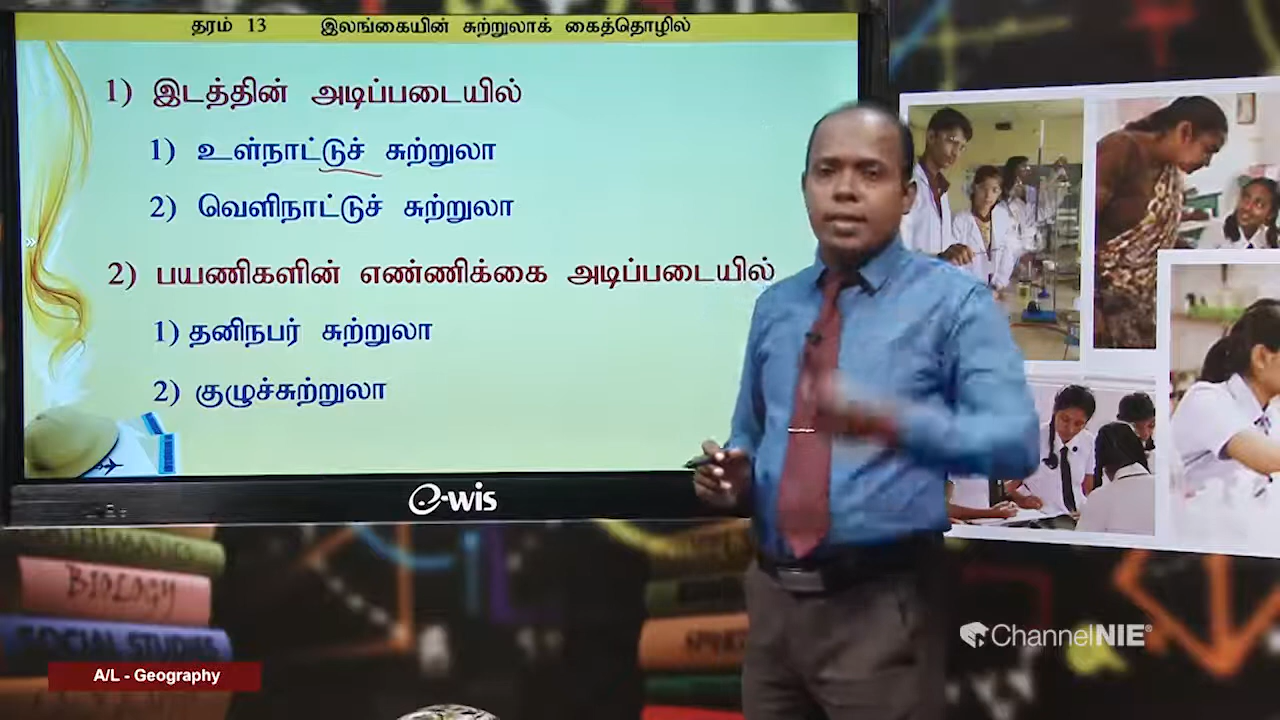 தரம் 13 இலங்கையின் சுற்றுலாக் கைத்தொழில்
1) இடத்தின் அடிப்படையில்
1) உள்நாட்டுச் சுற்றுலா
2) வெளிநாட்டுச் சுற்றுலா
2) பயணிகளின் எண்ணிக்கை அடிப்படையில்
1) தனிநபர் சுற்றுலா
2) குழுச்சுற்றுலா
e-wis
MATHEMATICS
BIOLOGY
SOCIAL STUDIES
ChannelNIE®
A/L - Geography